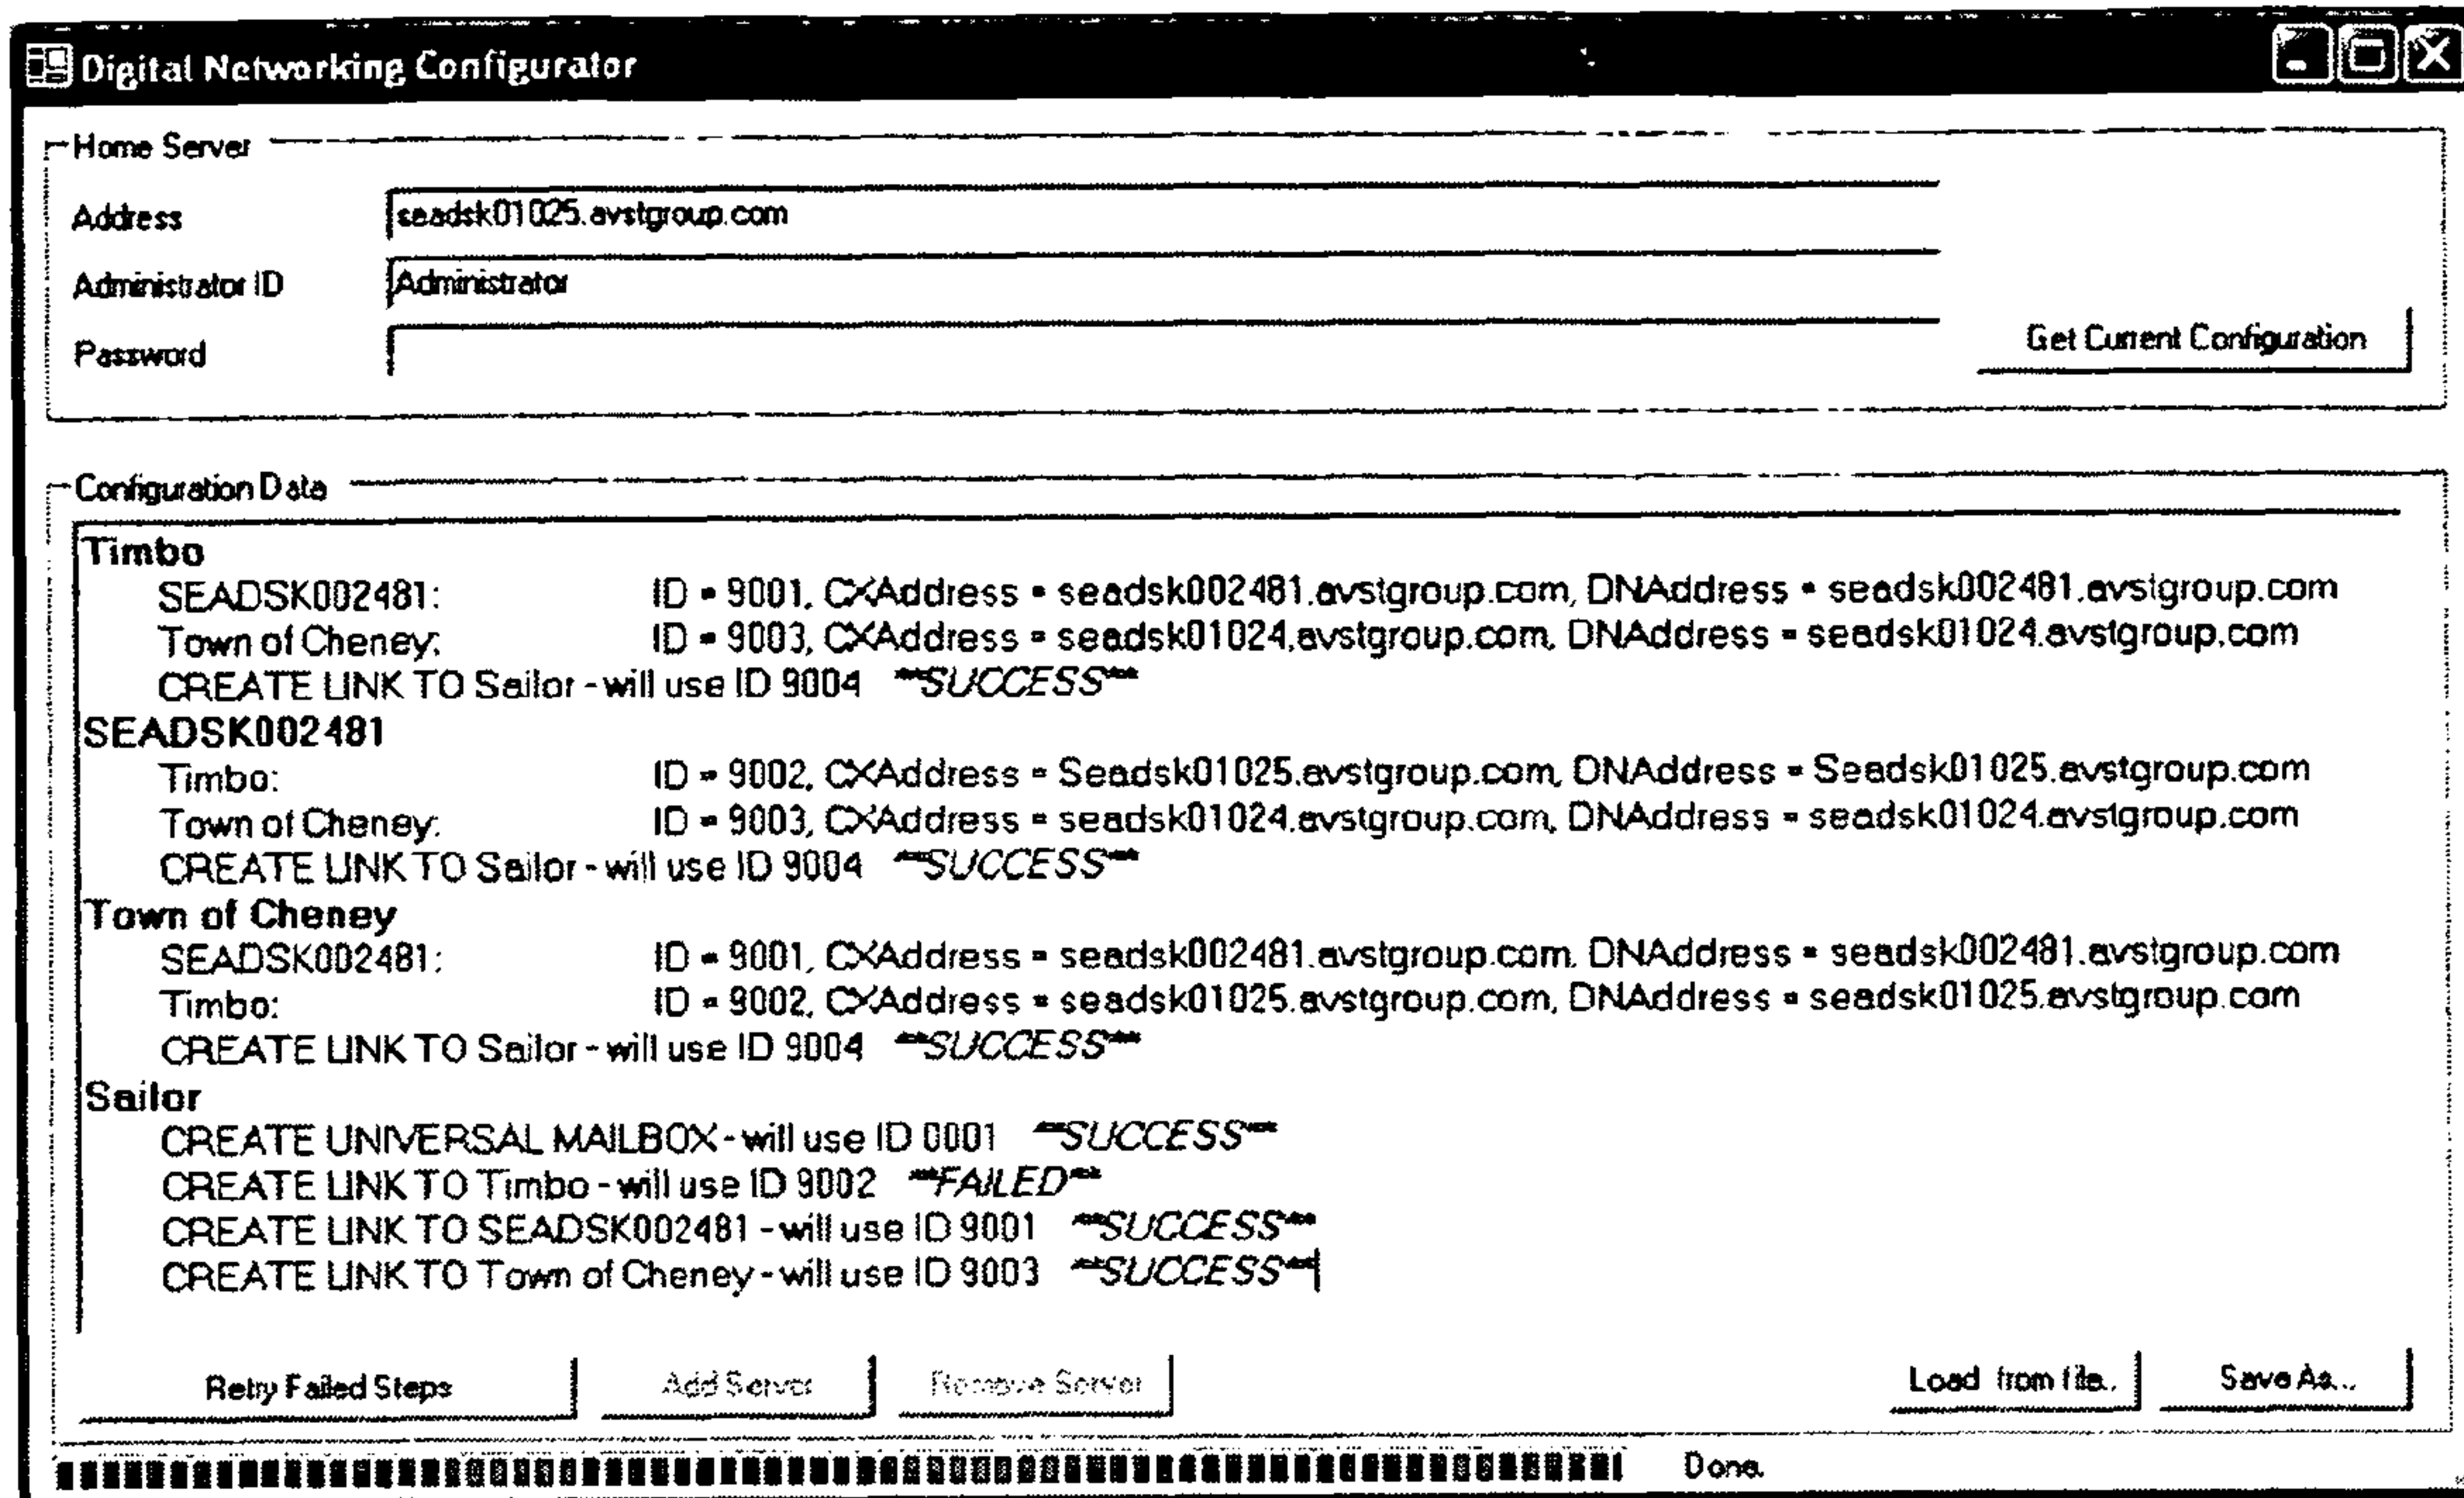 Digital Networking Configurator
Home Server
Address seadsk01025.avstgroup.com
Administrator ID Administrator
Password
Get Current Configuration
Configuration Data
Timbo
SEADSK002481: ID = 9001, CXAddress = seadsk002481.avstgroup.com, DNAddress = seadsk002481.avstgroup.com
Town of Cheney: ID = 9003, CXAddress = seadsk01024.avstgroup.com, DNAddress = seadsk01024.avstgroup.com
CREATE LINK TO Sailor - will use ID 9004 **SUCCESS**
SEADSK002481
Timbo: ID = 9002, CXAddress = Seadsk01025.avstgroup.com, DNAddress = Seadsk01025.avstgroup.com
Town of Cheney: ID = 9003, CXAddress = seadsk01024.avstgroup.com, DNAddress = seadsk01024.avstgroup.com
CREATE LINK TO Sailor - will use ID 9004 **SUCCESS**
Town of Cheney
SEADSK002481: ID = 9001, CXAddress = seadsk002481.avstgroup.com, DNAddress = seadsk002481.avstgroup.com
Timbo: ID = 9002, CXAddress = seadsk01025.avstgroup.com, DNAddress = seadsk01025.avstgroup.com
CREATE LINK TO Sailor - will use ID 9004 **SUCCESS**
Sailor
CREATE UNIVERSAL MAILBOX - will use ID 0001 **SUCCESS**
CREATE LINK TO Timbo - will use ID 9002 **FAILED**
CREATE LINK TO SEADSK002481 - will use ID 9001 **SUCCESS**
CREATE LINK TO Town of Cheney - will use ID 9003 **SUCCESS**
Retry Failed Steps Add Server Remove Server Load from file.. Save As...
Done.